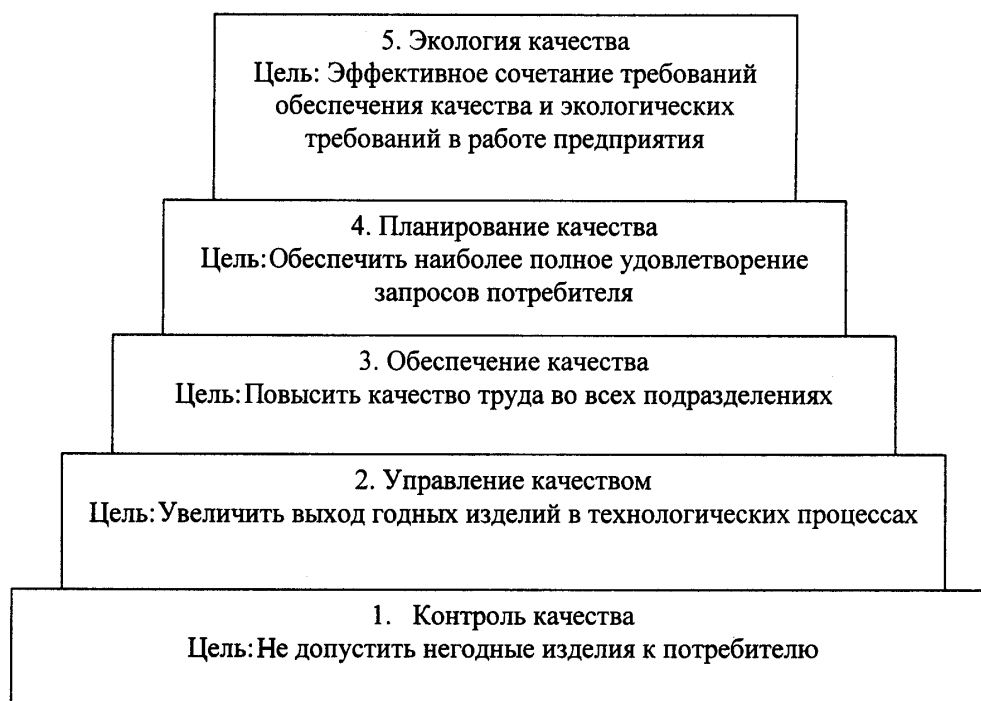 5. Экология качества
Цель: Эффективное сочетание требований
обеспечения качества и экологических
требований в работе предприятия
4. Планирование качества
Цель:Обеспечить наиболее полное удовлетворение
запросов потребителя
3. Обеспечение качества
Цель:Повысить качество труда во всех подразделениях
2. Управление качеством
Цель:Увеличить выход годных изделий в технологических процессах
1. Контроль качества
Цель:Не допустить негодные изделия к потребителю